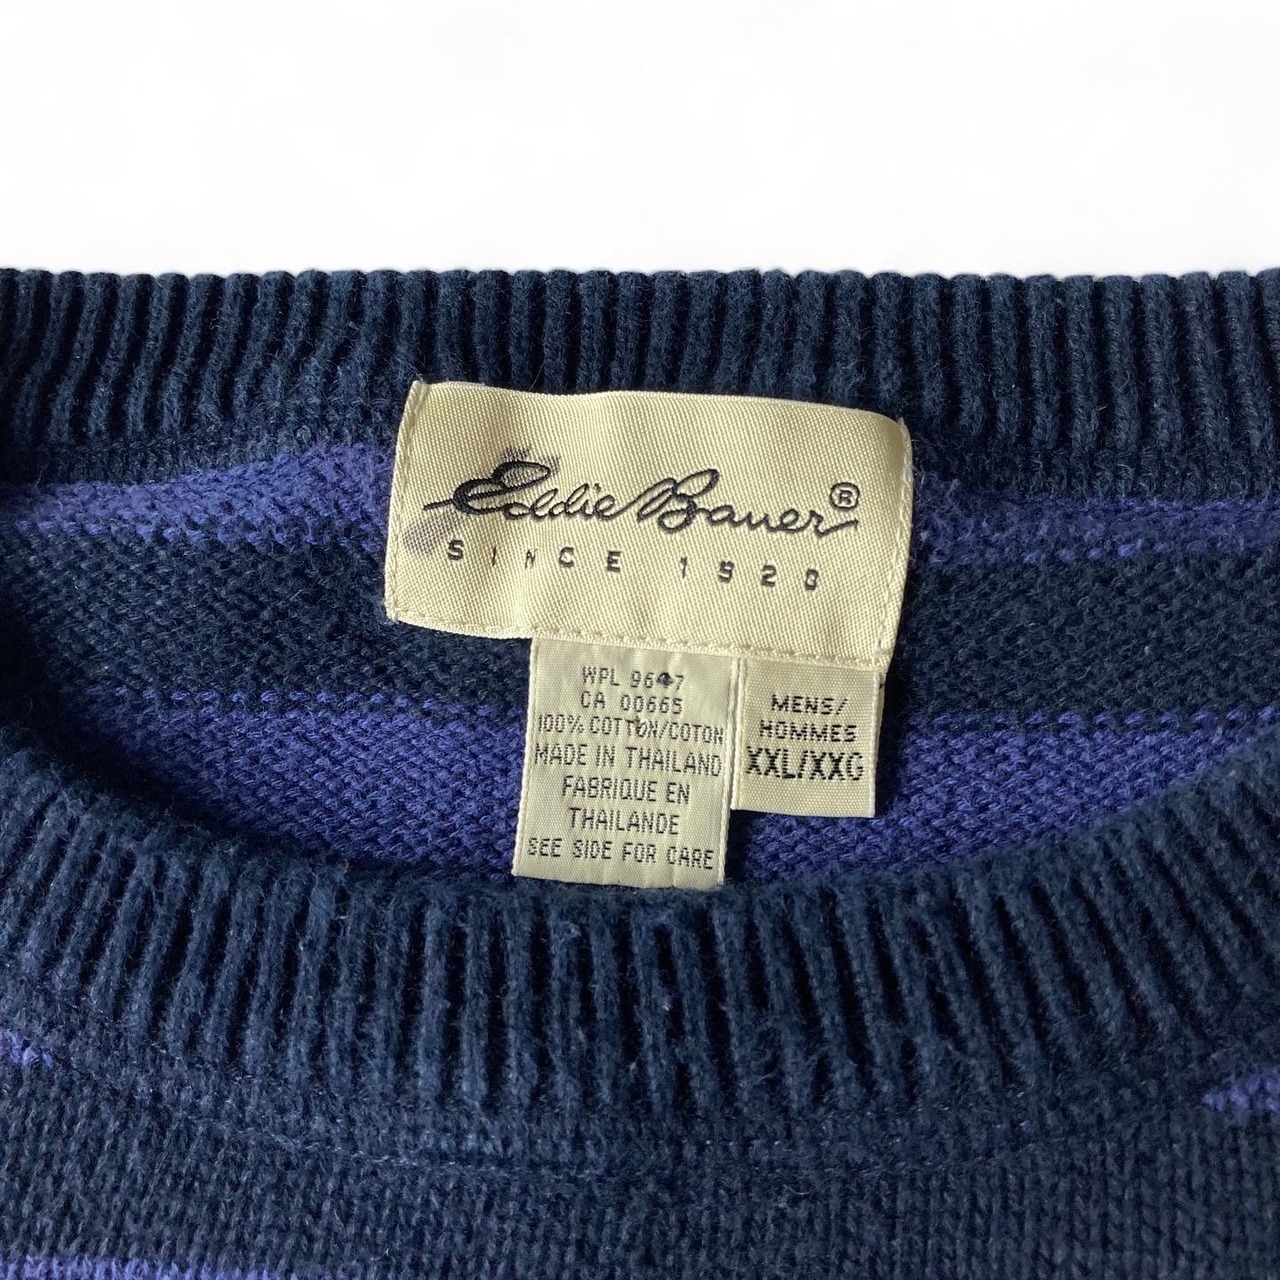 Eddie Bauer®
SINCE 1920
WPL 9647
CA 00665
100% COTTON/COTON
MADE IN THAILAND
FABRIQUE EN
THAILANDE
SEE SIDE FOR CARE
MENS/
HOMMES
XXL/XXG